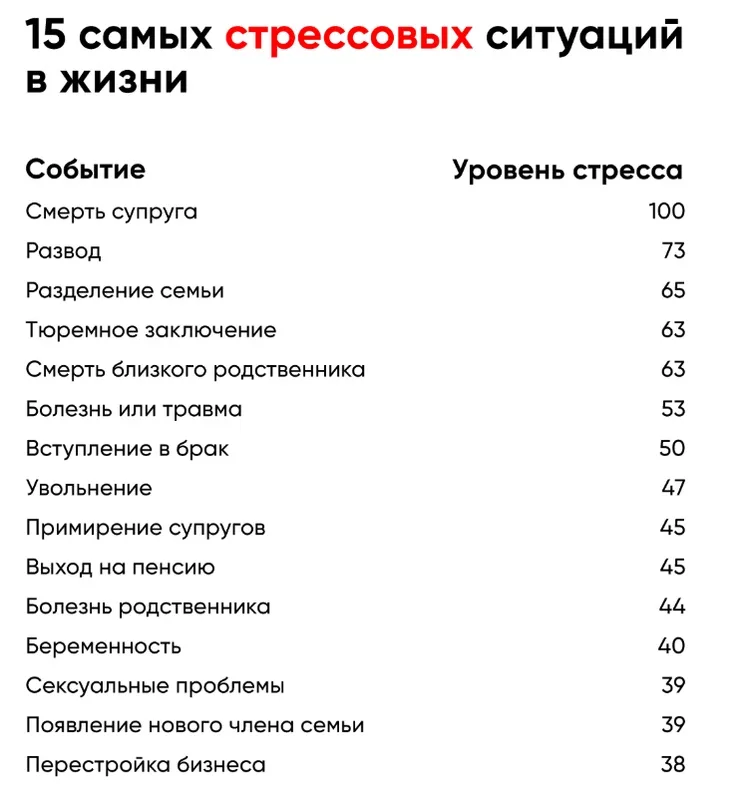 15 самых стрессовых ситуаций
в жизни
Событие Уровень стресса
Смерть супруга 100
Развод 73
Разделение семьи 65
Тюремное заключение 63
Смерть близкого родственника 63
Болезнь или травма 53
Вступление в брак 50
Увольнение 47
Примирение супругов 45
Выход на пенсию 45
Болезнь родственника 44
Беременность 40
Сексуальные проблемы 39
Появление нового члена семьи 39
Перестройка бизнеса 38